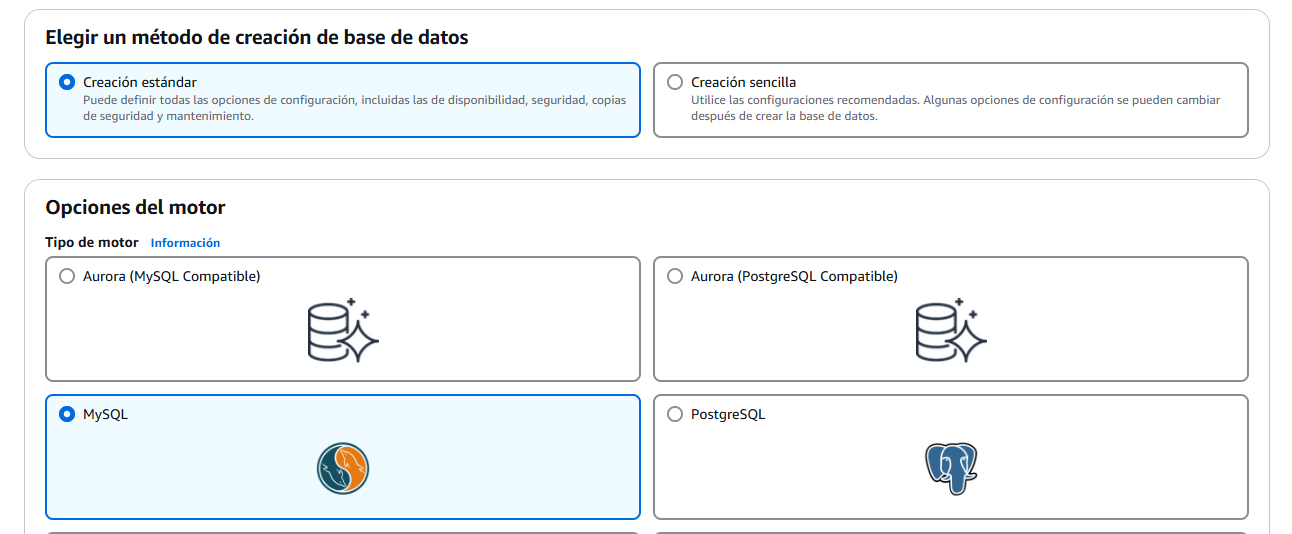 Elegir un método de creación de base de datos
Creación estándar
Puede definir todas las opciones de configuración, incluidas las de disponibilidad, seguridad, copias
de seguridad y mantenimiento.
Creación sencilla
Utilice las configuraciones recomendadas. Algunas opciones de configuración se pueden cambiar
después de crear la base de datos.
Opciones del motor
Tipo de motor Información
Aurora (MySQL Compatible)
Aurora (PostgreSQL Compatible)
MySQL
PostgreSQL